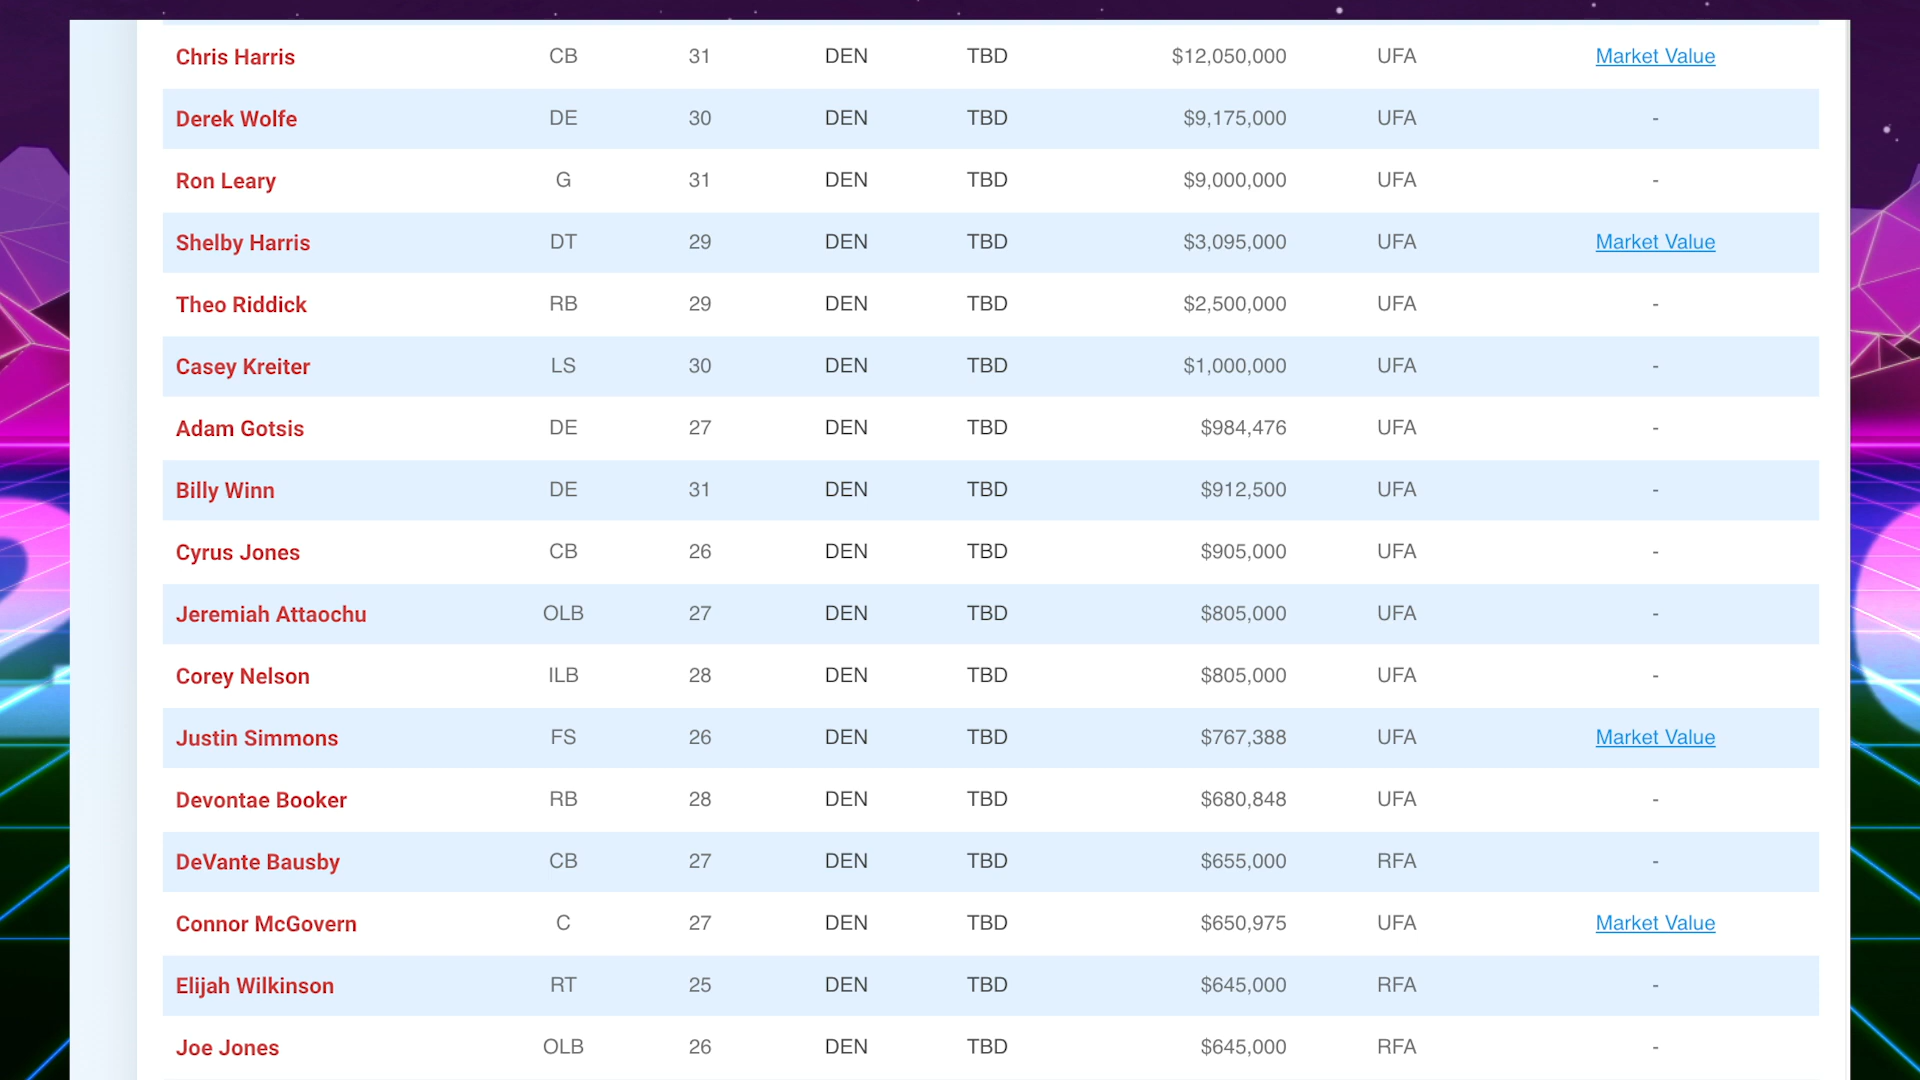 Chris Harris CB 31 DEN TBD $12,050,000 UFA Market Value
Derek Wolfe DE 30 DEN TBD $9,175,000 UFA -
Ron Leary G 31 DEN TBD $9,000,000 UFA -
Shelby Harris DT 29 DEN TBD $3,095,000 UFA Market Value
Theo Riddick RB 29 DEN TBD $2,500,000 UFA -
Casey Kreiter LS 30 DEN TBD $1,000,000 UFA -
Adam Gotsis DE 27 DEN TBD $984,476 UFA -
Billy Winn DE 31 DEN TBD $912,500 UFA -
Cyrus Jones CB 26 DEN TBD $905,000 UFA -
Jeremiah Attaochu OLB 27 DEN TBD $805,000 UFA -
Corey Nelson ILB 28 DEN TBD $805,000 UFA -
Justin Simmons FS 26 DEN TBD $767,388 UFA Market Value
Devontae Booker RB 28 DEN TBD $680,848 UFA -
DeVante Bausby CB 27 DEN TBD $655,000 RFA -
Connor McGovern C 27 DEN TBD $650,975 UFA Market Value
Elijah Wilkinson RT 25 DEN TBD $645,000 RFA -
Joe Jones OLB 26 DEN TBD $645,000 RFA -